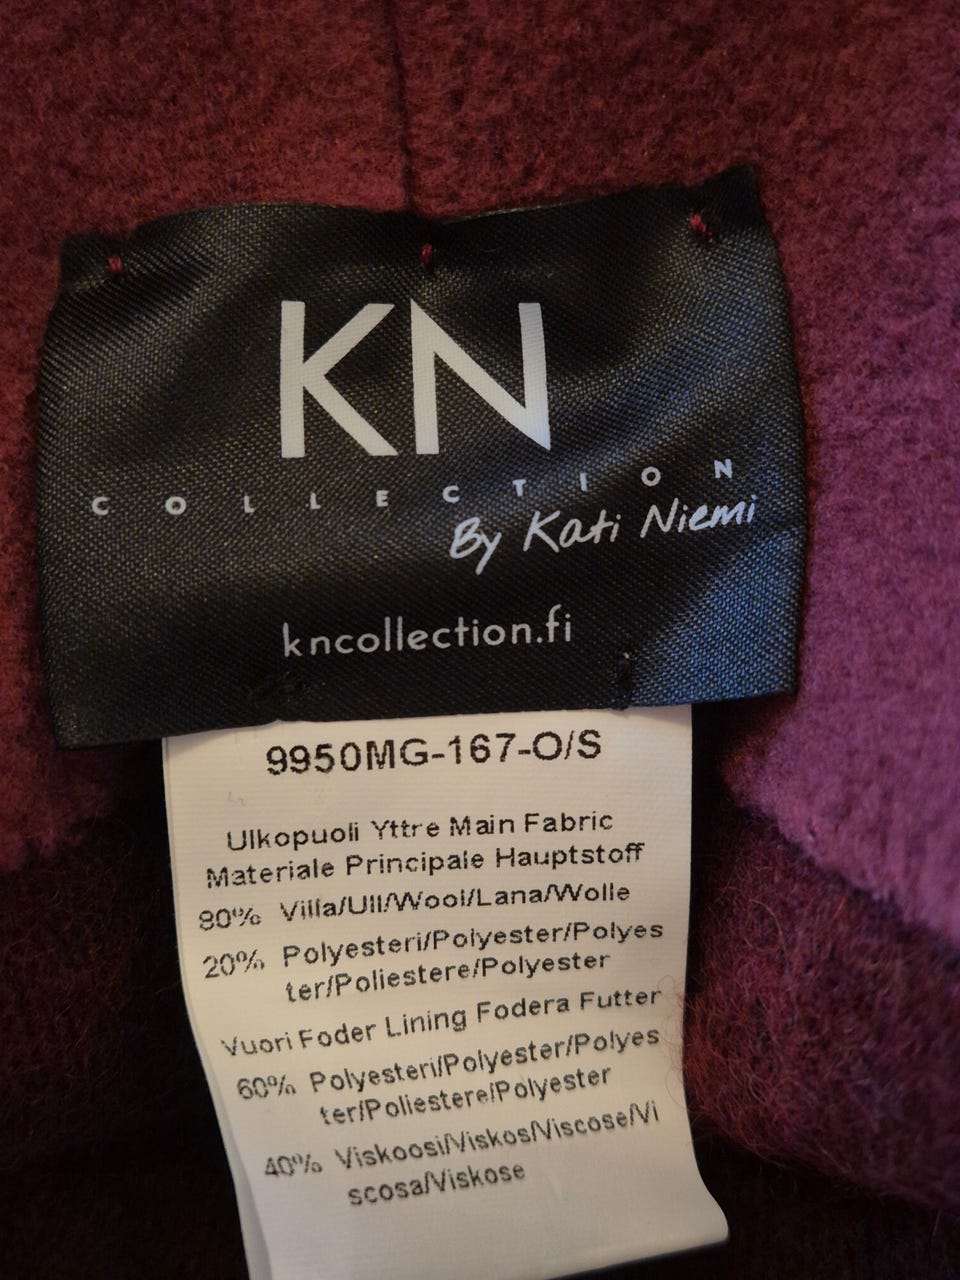 KN
COLLECTION
By Kati Niemi
kncollection.fi
9950MG-167-O/S
Ulkopuoli Yttre Main Fabric
Materiale Principale Hauptstoff
80% Villa/Ull/Wool/Lana/Wolle
20% Polyesteri/Polyester/Polyes
ter/Poliestere/Polyester
Vuori Foder Lining Fodera Futter
60% Polyesteri/Polyester/Polyes
ter/Poliestere/Polyester
40% Viskoosi/Viskos/Viscose/Vi
scosa/Viskose